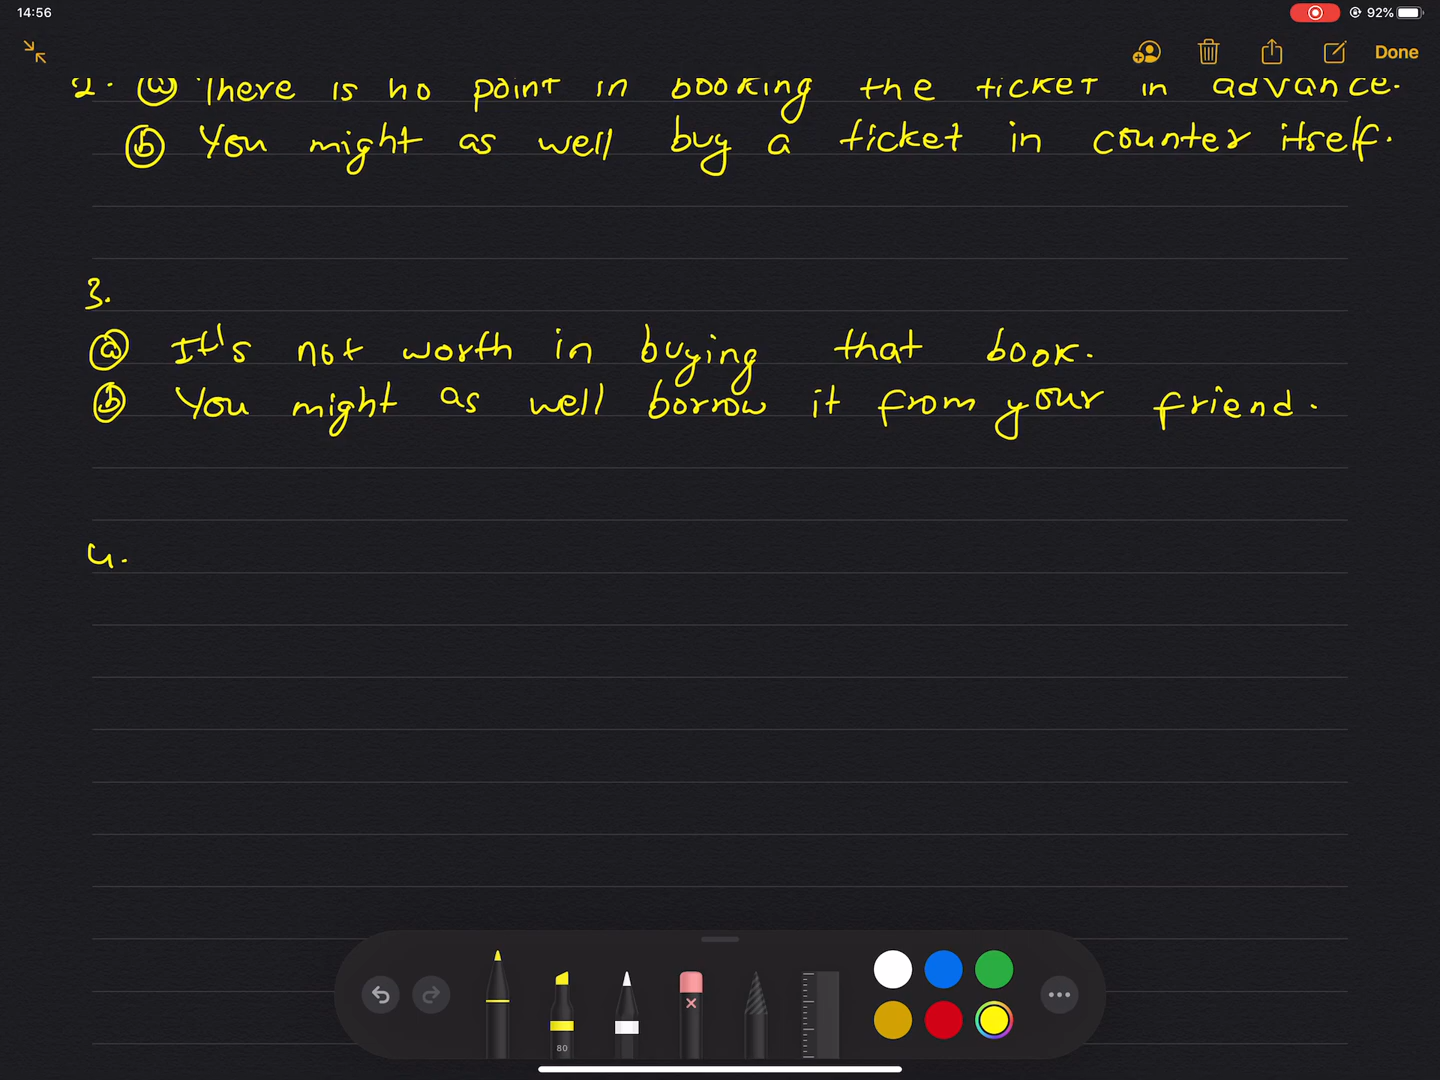 14:56
92%
Done
2. ⓐ There is no point in booking the ticket in advance.
ⓑ You might as well buy a ticket in counter itself.
3.
ⓐ It's not worth in buying that book.
ⓑ You might as well borrow it from your friend.
4.
80